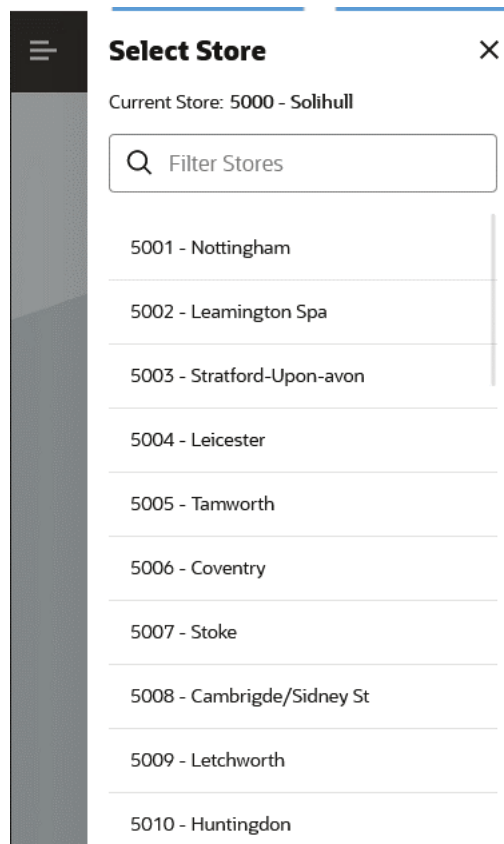 Select Store
Current Store: 5000 - Solihull
Filter Stores
5001 - Nottingham
5002 - Leamington Spa
5003 - Stratford-Upon-avon
5004 - Leicester
5005 - Tamworth
5006 - Coventry
5007 - Stoke
5008 - Cambrigde/Sidney St
5009 - Letchworth
5010 - Huntingdon